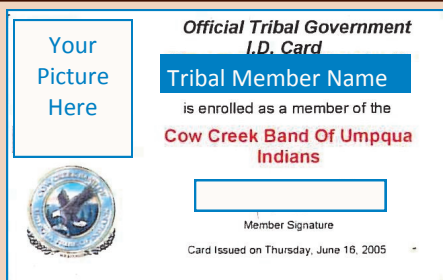 Official Tribal Government
I.D. Card
Your
Picture
Here
Tribal Member Name
is enrolled as a member of the
Cow Creek Band Of Umpqua
Indians
Member Signature
Card Issued on Thursday, June 16, 2005